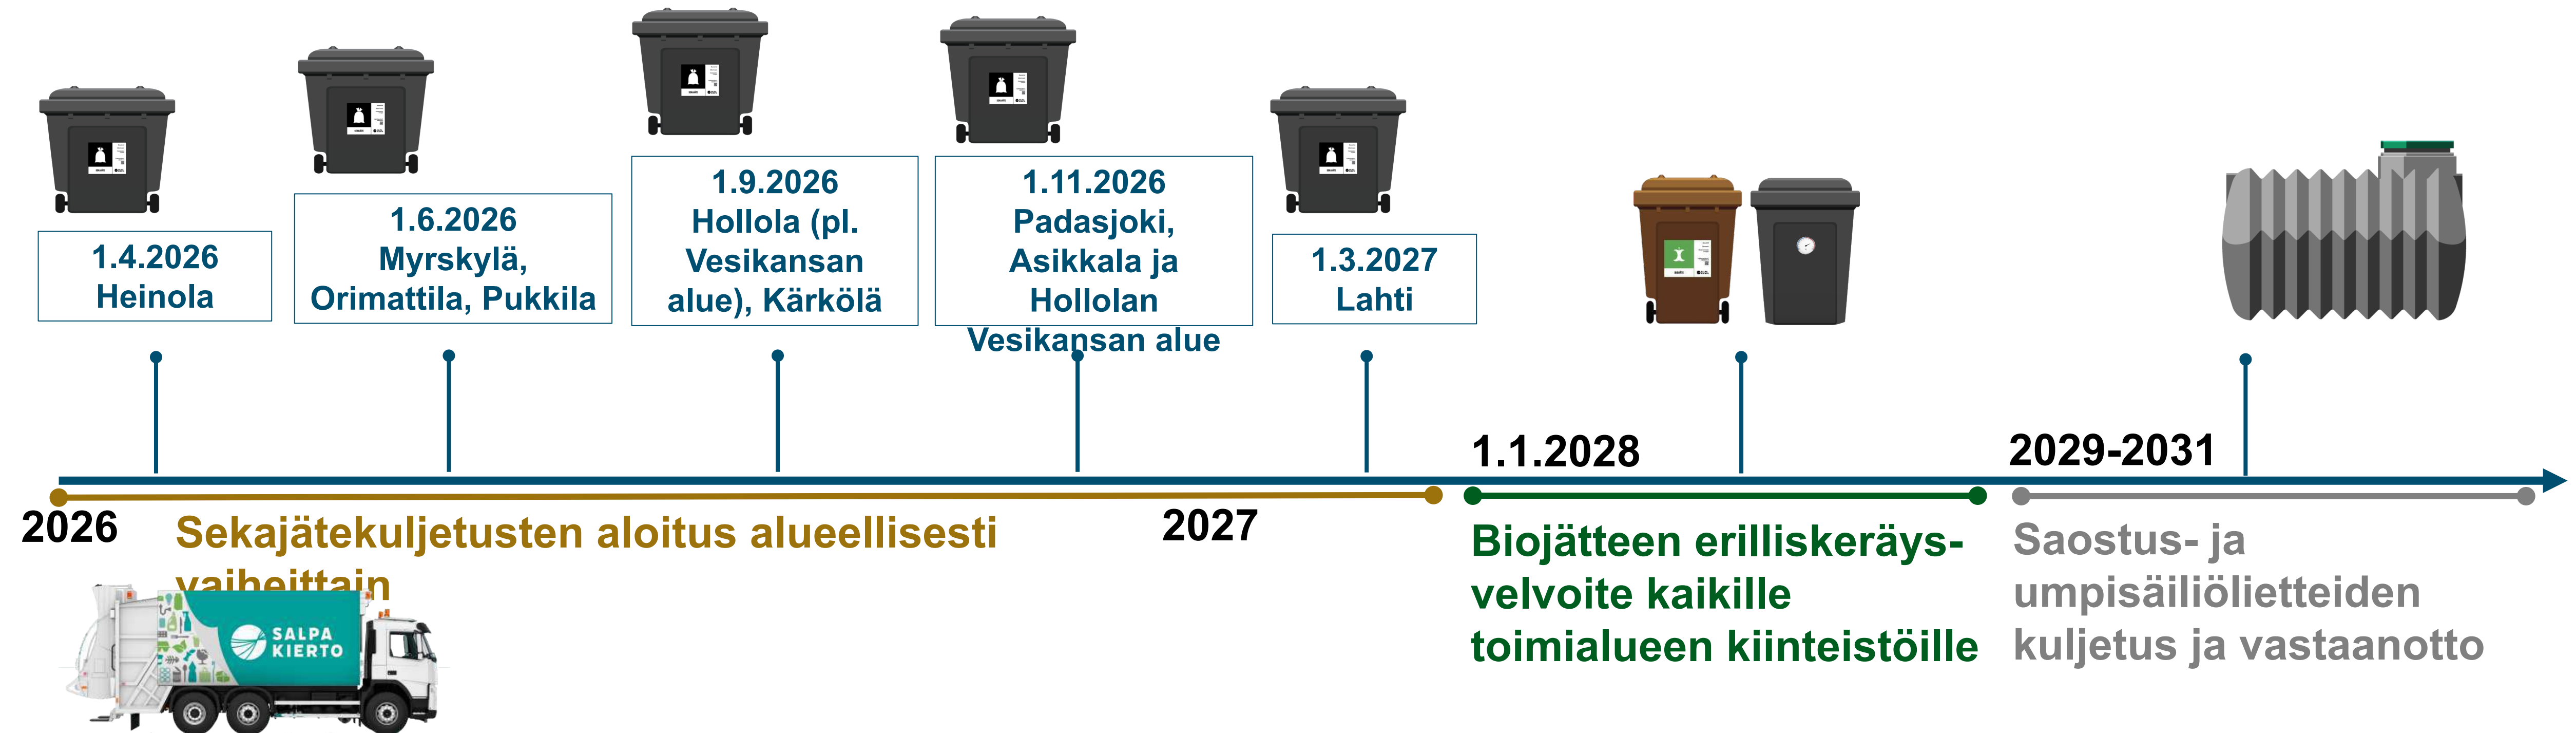 1.4.2026
Heinola
1.6.2026
Myrskylä,
Orimattila, Pukkila
1.9.2026
Hollola (pl.
Vesikansan
alue), Kärkölä
1.11.2026
Padasjoki,
Asikkala ja
Hollolan
Vesikansan alue
1.3.2027
Lahti
1.1.2028
2029-2031
2026
Sekajätekuljetusten aloitus alueellisesti
vaiheittain
2027
Biojätteen erilliskeräys-
velvoite kaikille
toimialueen kiinteistöille
Saostus- ja
umpisäiliölietteiden
kuljetus ja vastaanotto
SALPA
KIERTO